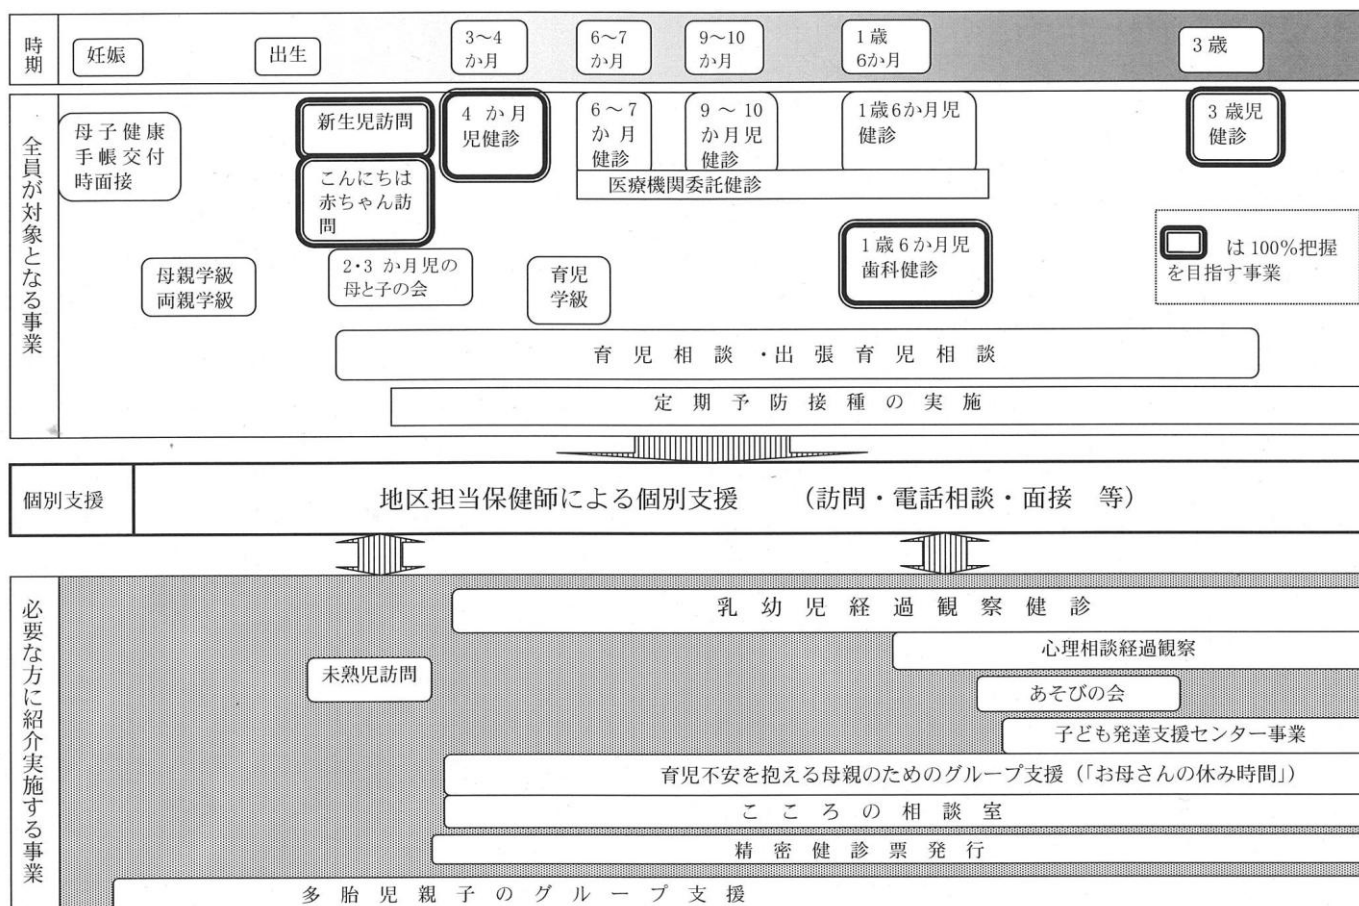 時期
妊娠
出生
3～4
か月
6～7
か月
9～10
か月
1歳
6か月
3歳
全員が対象となる事業
母子健康
手帳交付
時面接
新生児訪問
こんにちは
赤ちゃん訪
問
4か月
児健診
6～7
か月
健診
9～10
か月児
健診
1歳6か月児
健診
3歳児
健診
医療機関委託健診
母親学級
両親学級
2・3か月児の
母と子の会
育児
学級
1歳6か月児
歯科健診
は100％把握
を目指す事業
育児相談・出張育児相談
定期予防接種の実施
個別支援
地区担当保健師による個別支援 （訪問・電話相談・面接 等）
必要な方に紹介実施する事業
乳幼児経過観察健診
心理相談経過観察
未熟児訪問
あそびの会
子ども発達支援センター事業
育児不安を抱える母親のためのグループ支援（「お母さんの休み時間」）
こころの相談室
精密健診票発行
多胎児親子のグループ支援